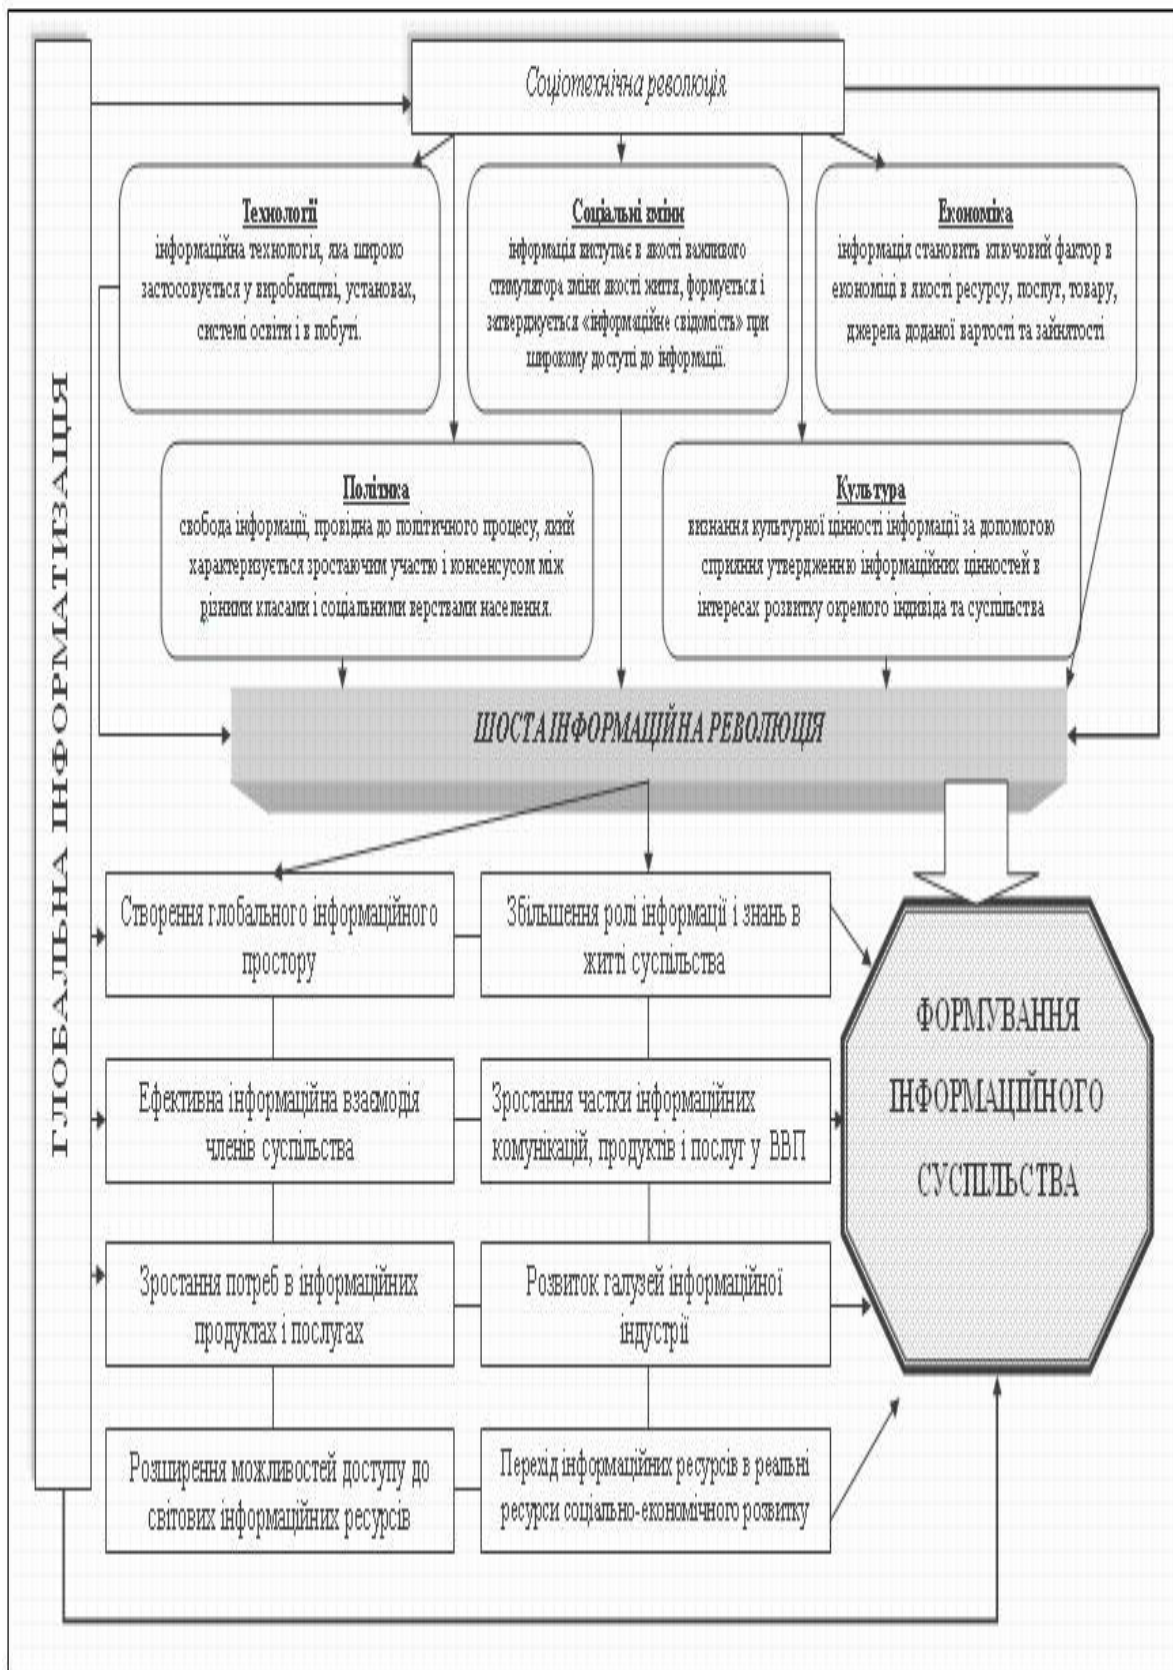 Соціотехнічна революція
Технології
інформаційна технологія, яка широко
застосовується у виробництві, установах,
системі освіти і в побуті.
Соціальні зміни
інформація виступає в якості важливого
стимулятора зміни якості життя, формується і
затверджується «інформаційне свідомість» при
широкому доступі до інформації.
Економіка
інформація становить ключовий фактор в
економіці в якості ресурсу, послуг, товару,
джерела доданої вартості та зайнятості
Політика
свобода інформації, провідна до політичного процесу, який
характеризується зростаючим участю і консенсусом між
різними класами і соціальними верствами населення.
Культура
визнання культурної цінності інформації за допомогою
сприяння утвердженню інформаційних цінностей в
інтересах розвитку окремого індивіда та суспільства
ГЛОБАЛЬНА ІНФОРМАТИЗАЦІЯ
ШОСТА ІНФОРМАЦІЙНА РЕВОЛЮЦІЯ
Створення глобального інформаційного
простору
Збільшення ролі інформації і знань в
житті суспільства
Ефективна інформаційна взаємодія
членів суспільства
Зростання частки інформаційних
комунікацій, продуктів і послуг у ВВП
Зростання потреб в інформаційних
продуктах і послугах
Розвиток галузей інформаційної
індустрії
Розширення можливостей доступу до
світових інформаційних ресурсів
Перехід інформаційних ресурсів в реальні
ресурси соціально-економічного розвитку
ФОРМУВАННЯ
ІНФОРМАЦІЙНОГО
СУСПІЛЬСТВА